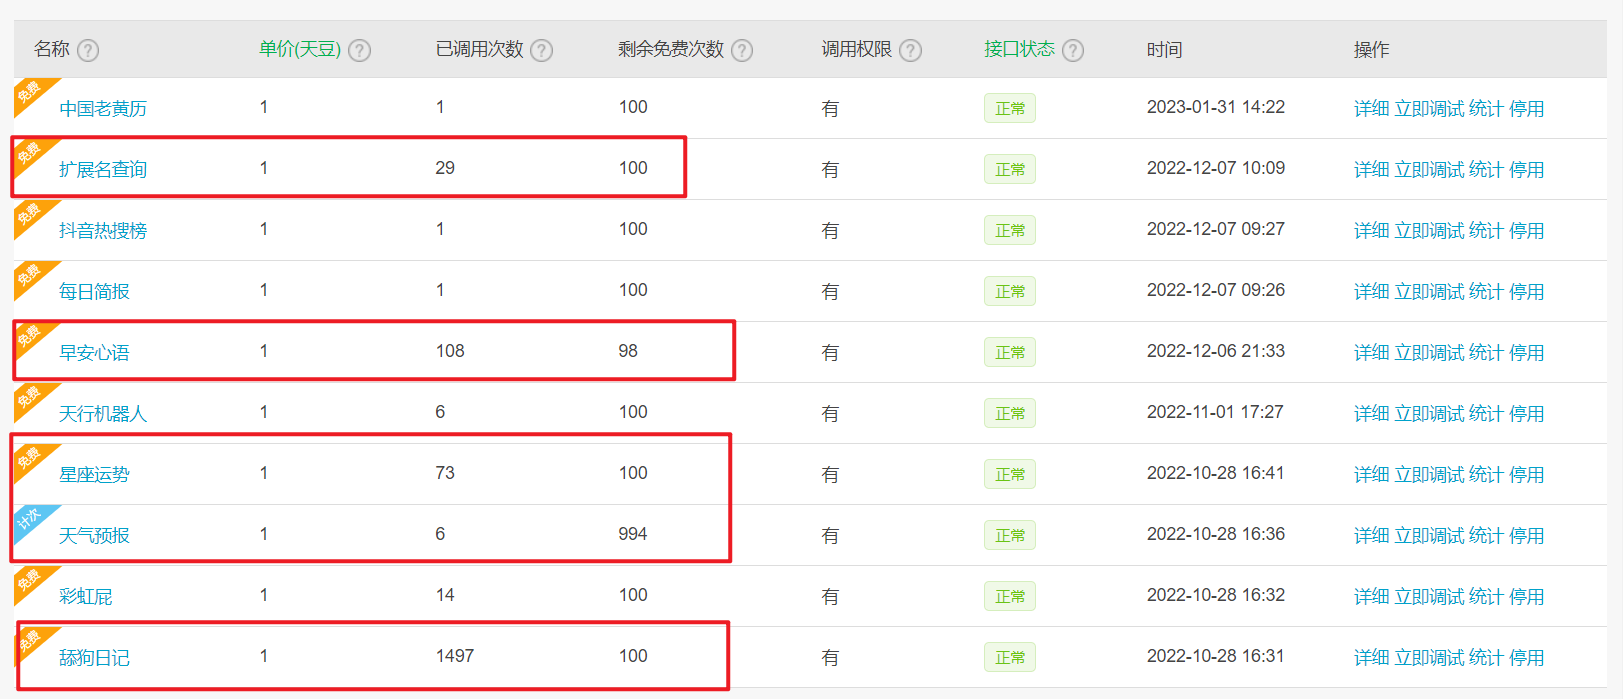 名称 ? 单价(天豆) ? 已调用次数 ? 剩余免费次数 ? 调用权限 ? 接口状态 ? 时间 操作
免费 中国老黄历 1 1 100 有 正常 2023-01-31 14:22 详细 立即调试 统计 停用
免费 扩展名查询 1 29 100 有 正常 2022-12-07 10:09 详细 立即调试 统计 停用
免费 抖音热搜榜 1 1 100 有 正常 2022-12-07 09:27 详细 立即调试 统计 停用
免费 每日简报 1 1 100 有 正常 2022-12-07 09:26 详细 立即调试 统计 停用
免费 早安心语 1 108 98 有 正常 2022-12-06 21:33 详细 立即调试 统计 停用
免费 天行机器人 1 6 100 有 正常 2022-11-01 17:27 详细 立即调试 统计 停用
免费 星座运势 1 73 100 有 正常 2022-10-28 16:41 详细 立即调试 统计 停用
计次 天气预报 1 6 994 有 正常 2022-10-28 16:36 详细 立即调试 统计 停用
免费 彩虹屁 1 14 100 有 正常 2022-10-28 16:32 详细 立即调试 统计 停用
免费 舔狗日记 1 1497 100 有 正常 2022-10-28 16:31 详细 立即调试 统计 停用